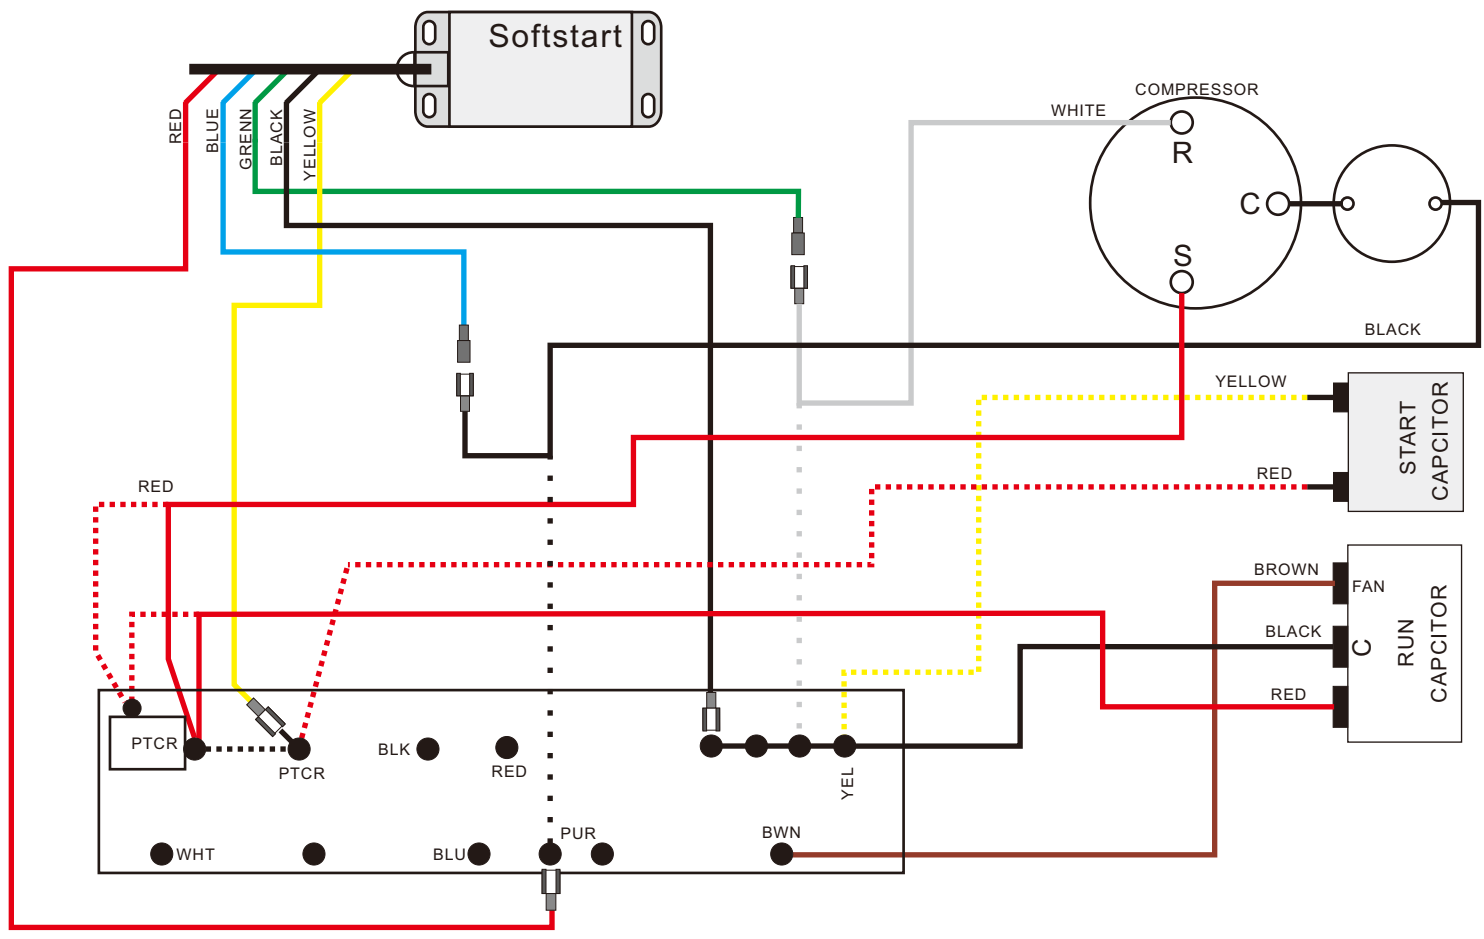 Softstart
RED
BLUE
GRENN
BLACK
YELLOW
COMPRESSOR
WHITE
R
C
S
BLACK
YELLOW
RED
START
CAPCITOR
RED
BROWN
FAN
BLACK
C
RED
RUN
CAPCITOR
PTCR
PTCR
BLK
RED
YEL
WHT
BLU
PUR
BWN